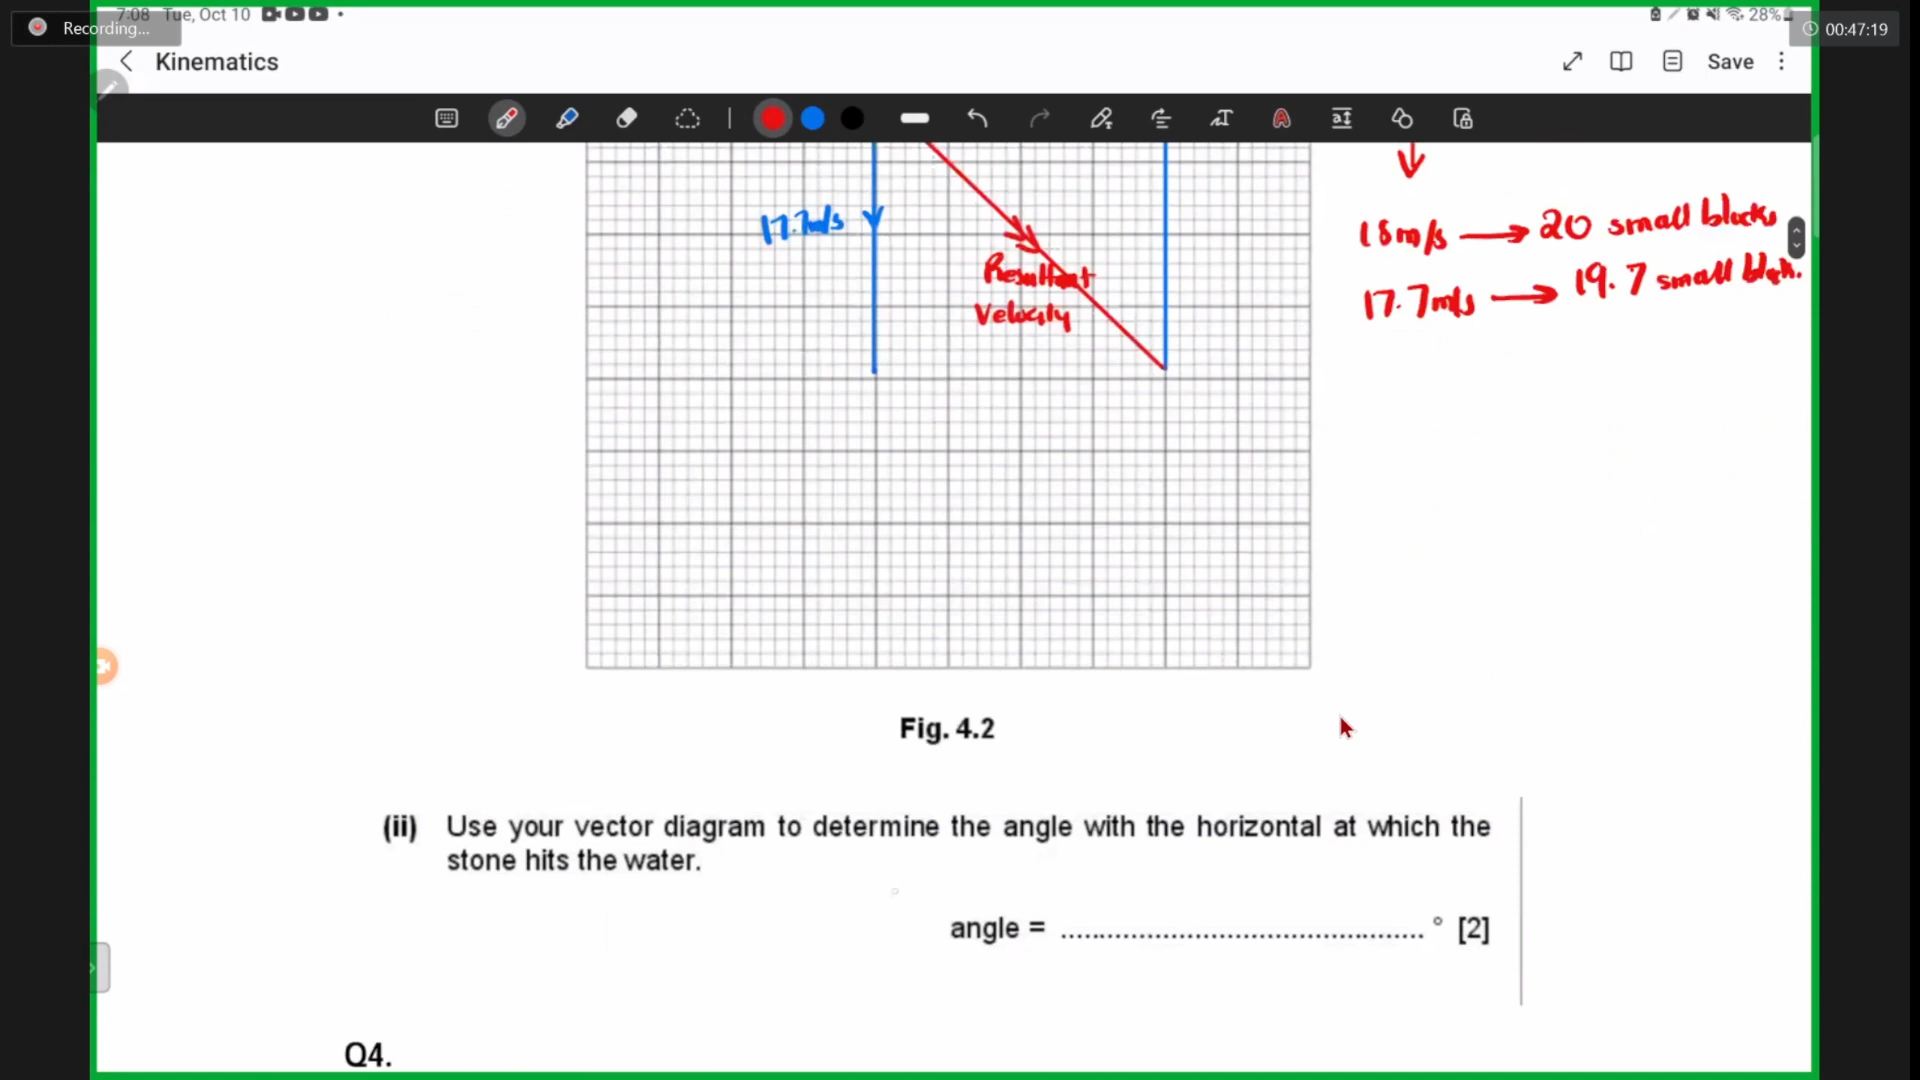 7:08 Tue, Oct 10
28%
Recording...
00:47:19
Kinematics
Save
17.7m/s
18m/s → 20 small blocks
17.7m/s → 19.7 small block.
Resultant
Velocity
Fig. 4.2
(ii) Use your vector diagram to determine the angle with the horizontal at which the
stone hits the water.
angle = ............................................ ° [2]
Q4.